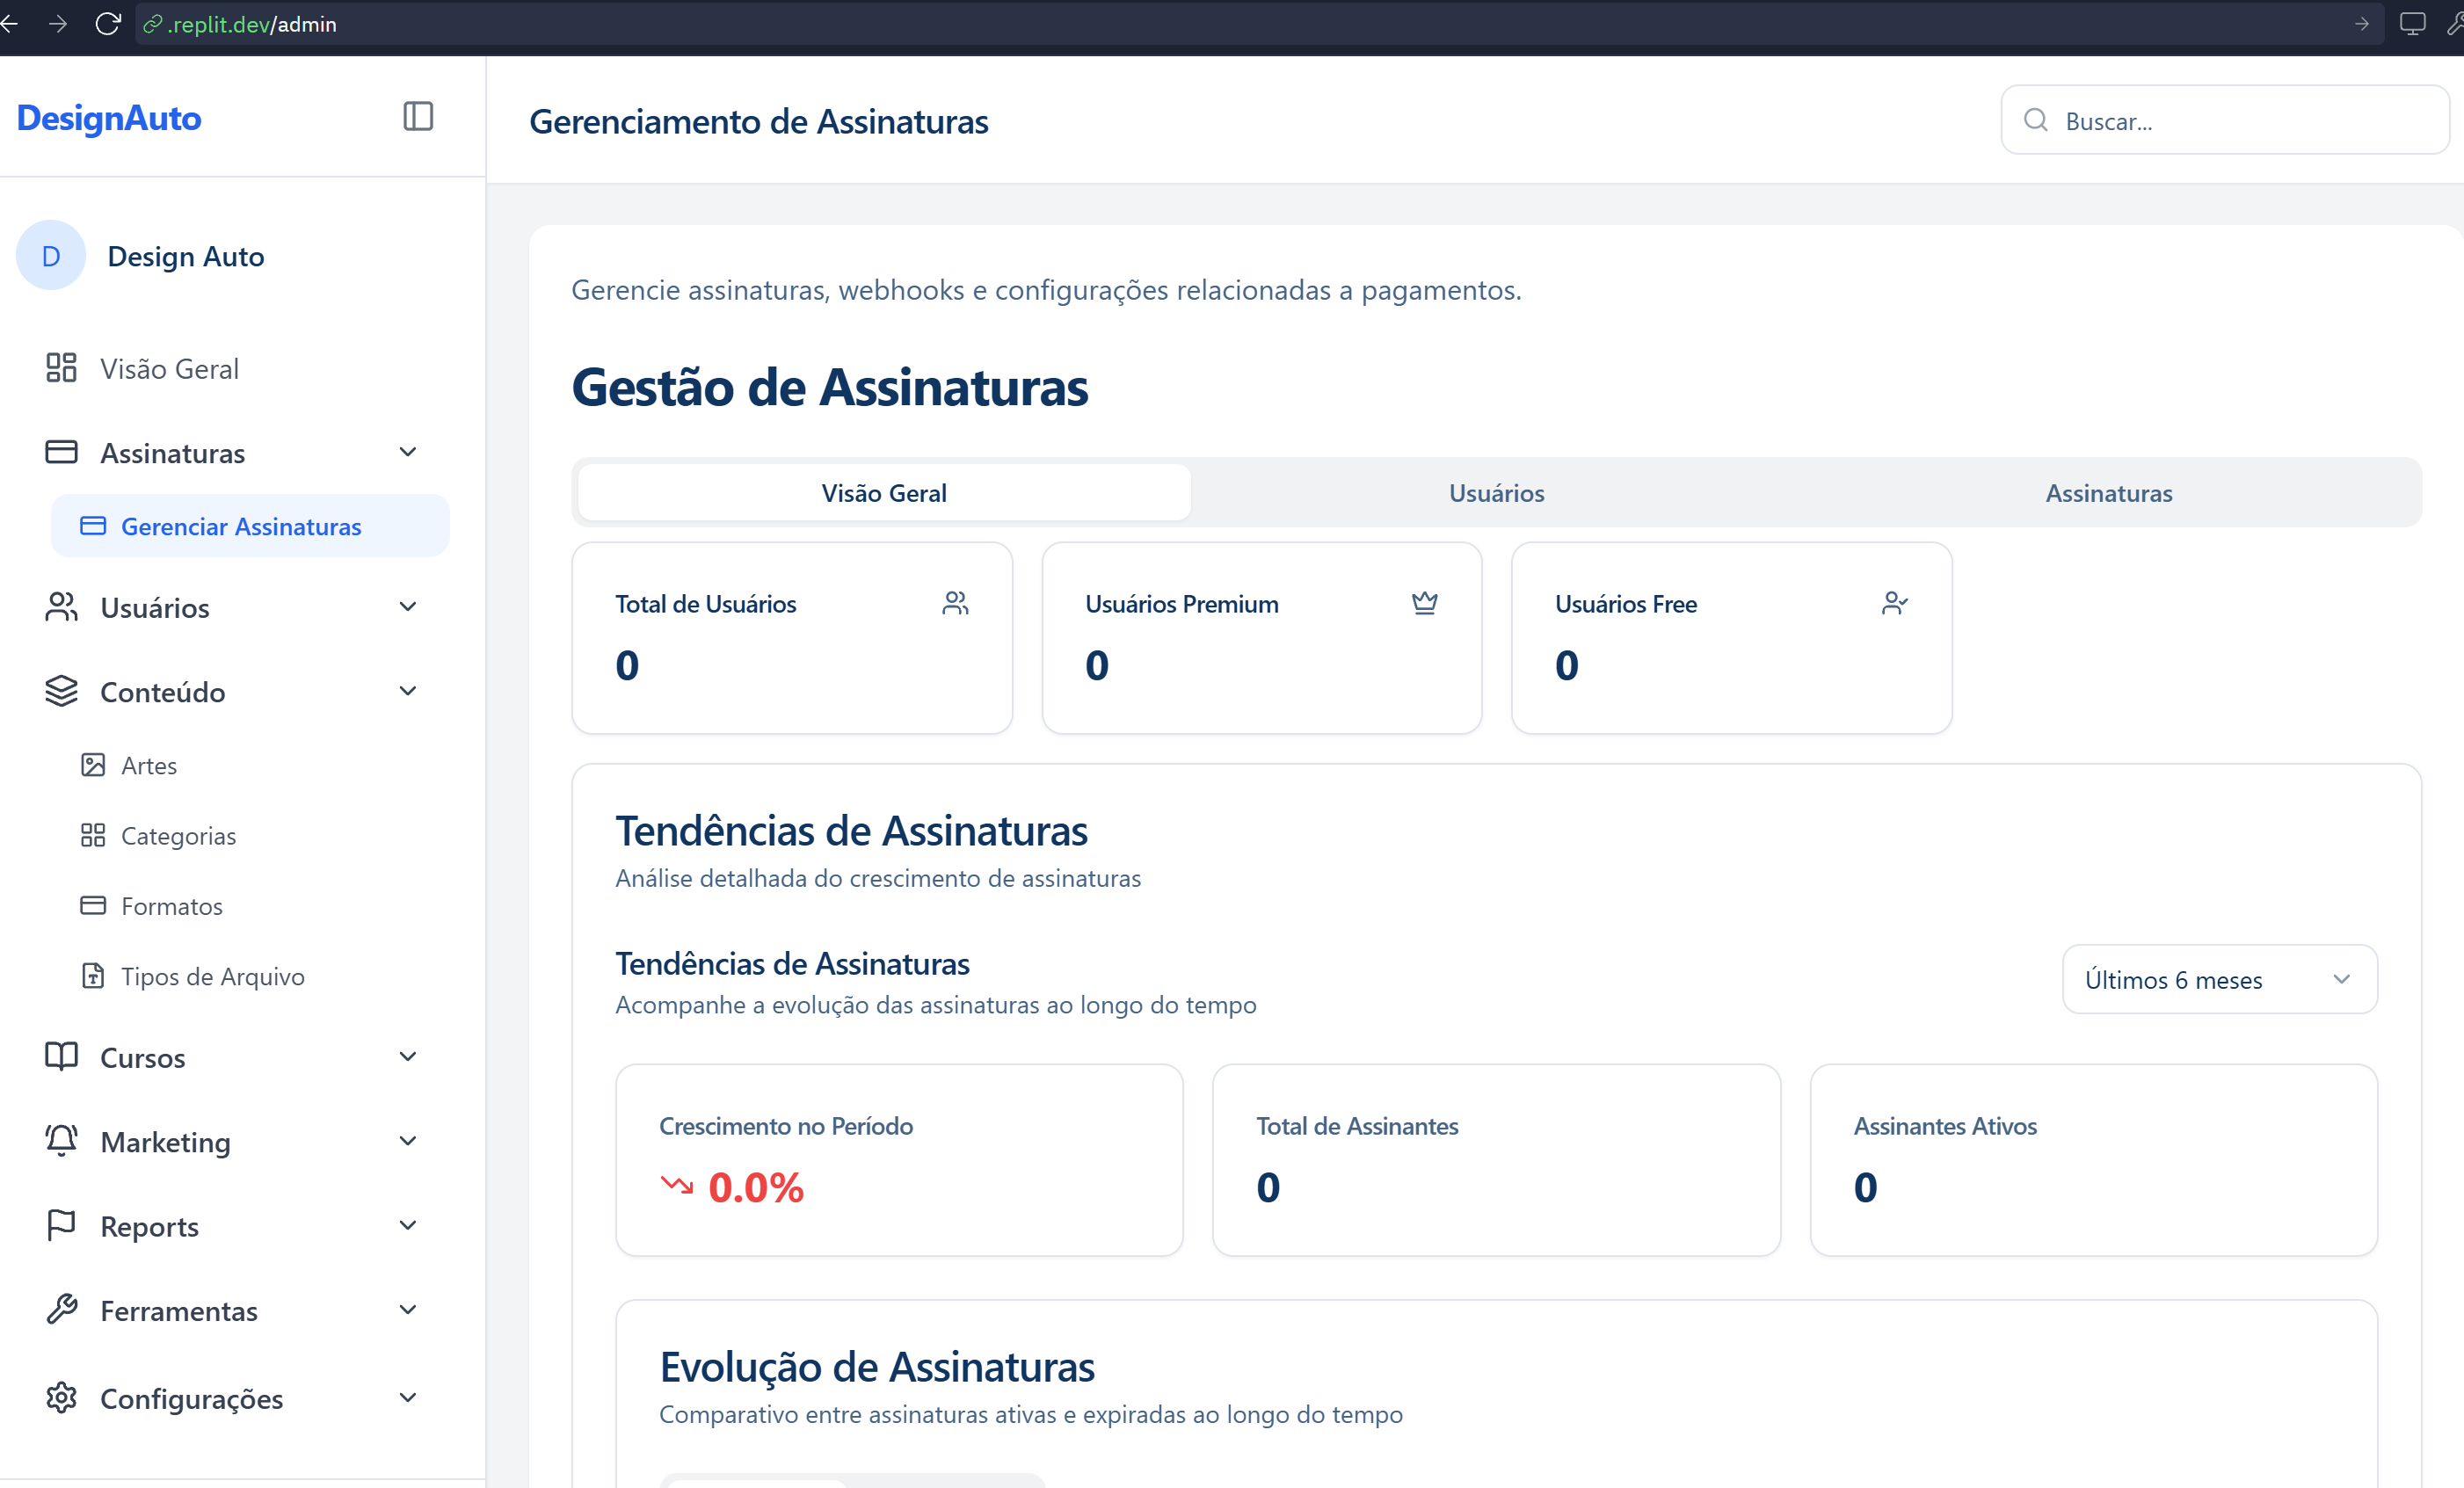 .replit.dev/admin
DesignAuto
D
Design Auto
Visão Geral
Assinaturas
Gerenciar Assinaturas
Usuários
Conteúdo
Artes
Categorias
Formatos
Tipos de Arquivo
Cursos
Marketing
Reports
Ferramentas
Configurações
Gerenciamento de Assinaturas
Buscar...
Gerencie assinaturas, webhooks e configurações relacionadas a pagamentos.
Gestão de Assinaturas
Visão Geral
Usuários
Assinaturas
Total de Usuários
0
Usuários Premium
0
Usuários Free
0
Tendências de Assinaturas
Análise detalhada do crescimento de assinaturas
Tendências de Assinaturas
Acompanhe a evolução das assinaturas ao longo do tempo
Últimos 6 meses
Crescimento no Período
0.0%
Total de Assinantes
0
Assinantes Ativos
0
Evolução de Assinaturas
Comparativo entre assinaturas ativas e expiradas ao longo do tempo